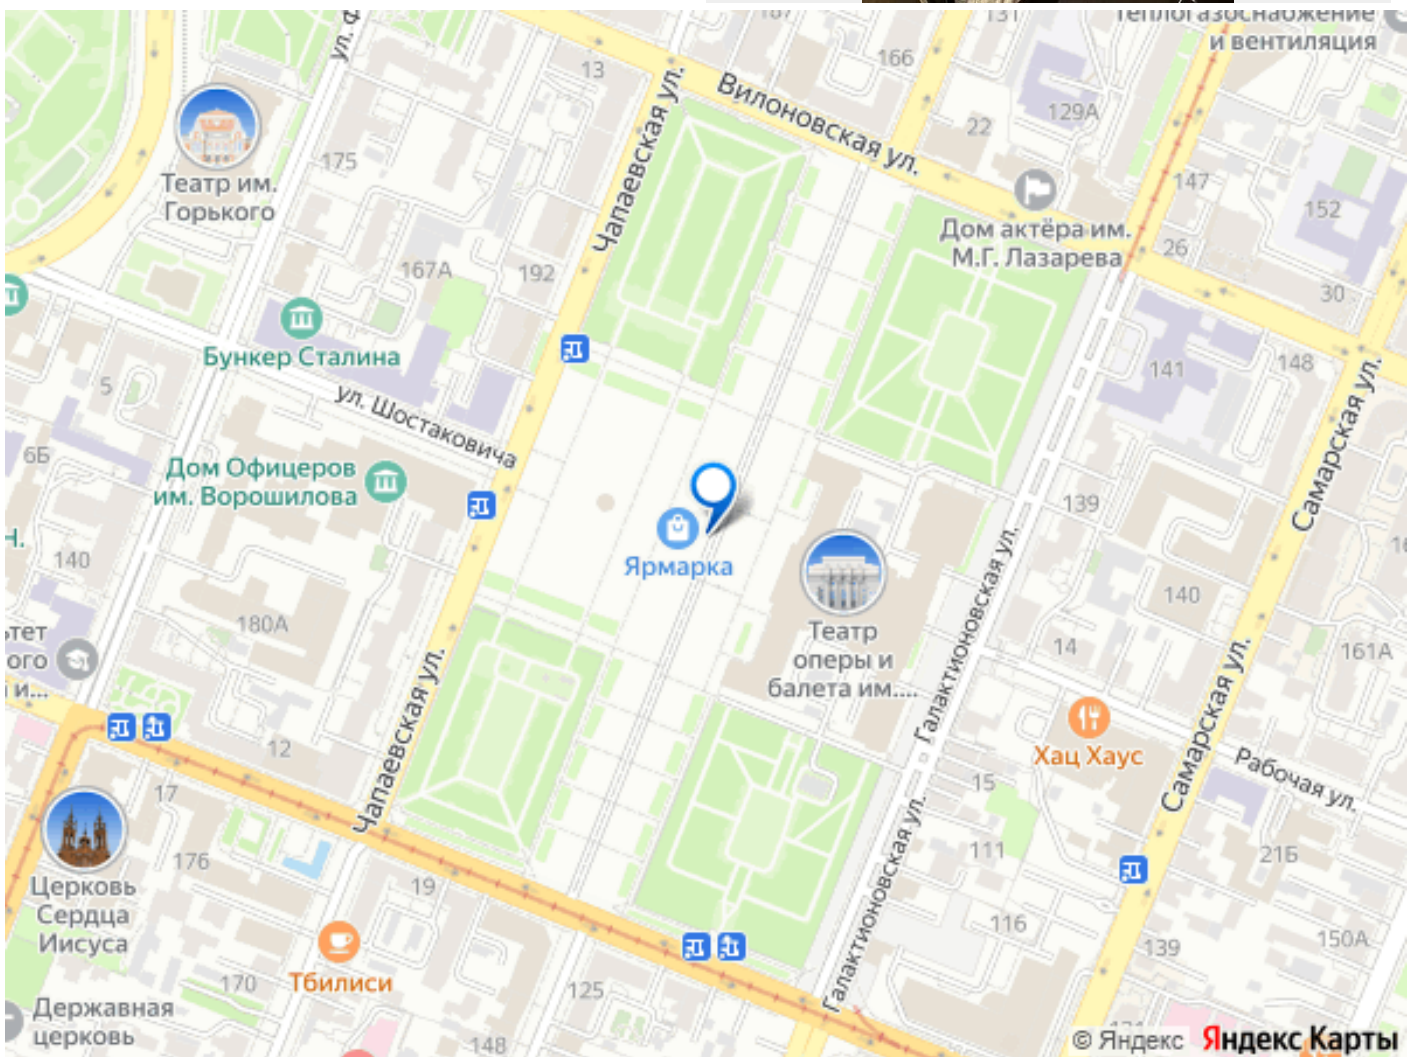 ул. Ф
167
131
Теплогазоснабжение
и вентиляция
166
13
Чапаевская ул.
Вилоновская ул.
22
129А
Театр им.
Горького
175
147
152
Дом актёра им.
М.Г. Лазарева
26
167А
192
30
Бункер Сталина
5
ул. Шостаковича
141
148
Самарская ул.
6Б
Дом Офицеров
им. Ворошилова
139
Н.
140
Ярмарка
Галактионовская ул.
140
16
180А
Театр
оперы и
балета им....
14
161А
тет
ого
и...
Чапаевская ул.
12
Хац Хаус
Самарская ул.
Рабочая ул.
17
15
Галактионовская ул.
176
19
111
21Б
Церковь
Сердца
Иисуса
116
139
150А
Тбилиси
170
125
Державная
церковь
148
© Яндекс Яндекс Карты